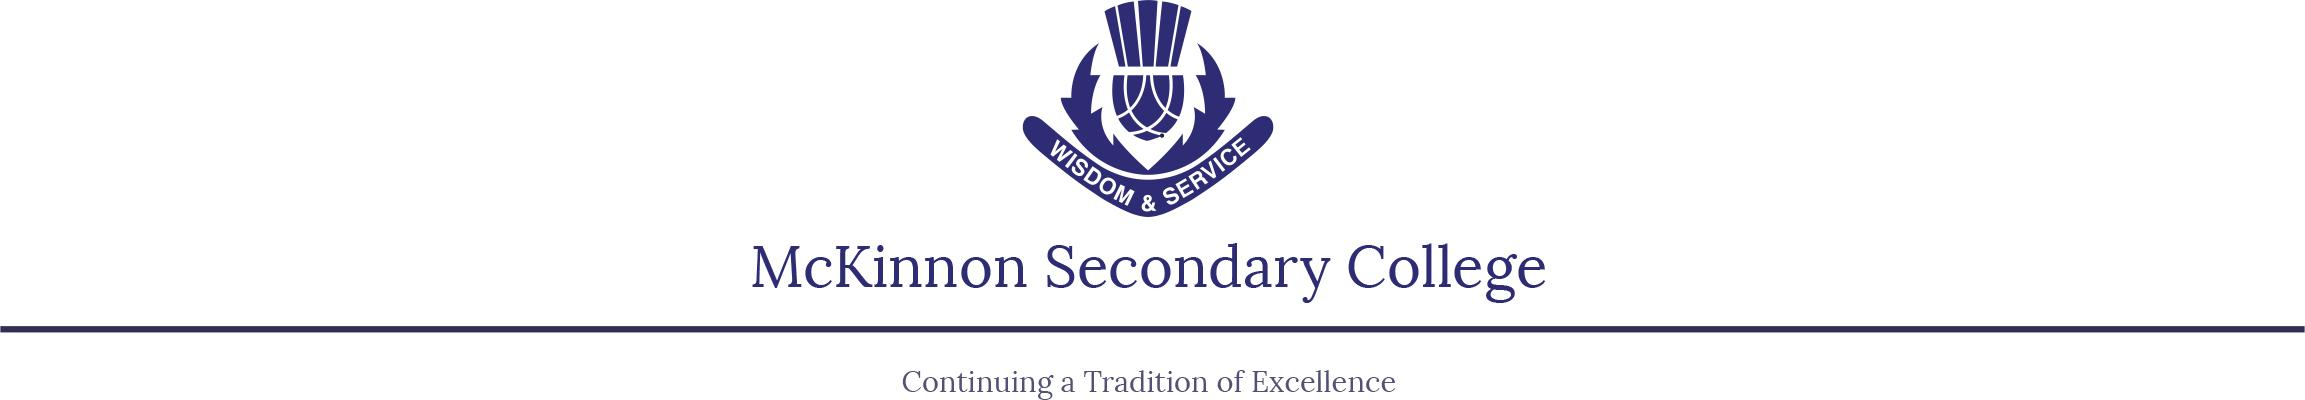 WISDOM & SERVICE
McKinnon Secondary College
Continuing a Tradition of Excellence